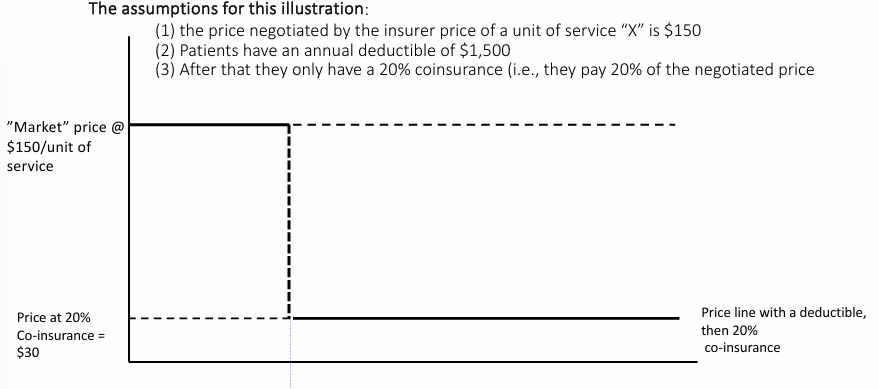 The assumptions for this illustration:
(1) the price negotiated by the insurer price of a unit of service “X” is $150
(2) Patients have an annual deductible of $1,500
(3) After that they only have a 20% coinsurance (i.e., they pay 20% of the negotiated price
”Market” price @
$150/unit of
service
Price at 20%
Co-insurance =
$30
Price line with a deductible,
then 20%
co-insurance